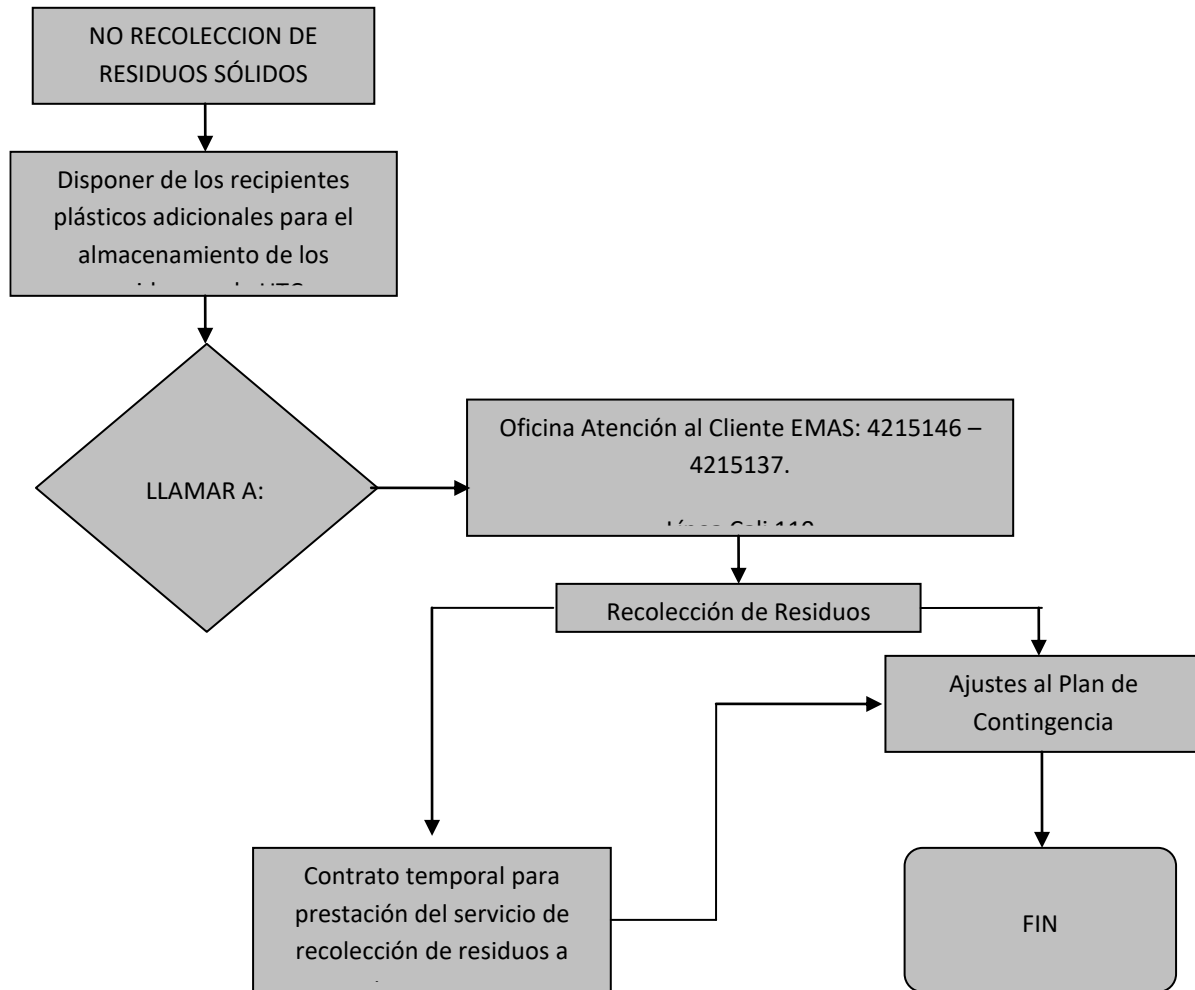 NO RECOLECCION DE
RESIDUOS SÓLIDOS
Disponer de los recipientes
plásticos adicionales para el
almacenamiento de los
LLAMAR A:
Oficina Atención al Cliente EMAS: 4215146 –
4215137.
Recolección de Residuos
Ajustes al Plan de
Contingencia
Contrato temporal para
prestación del servicio de
recolección de residuos a
FIN